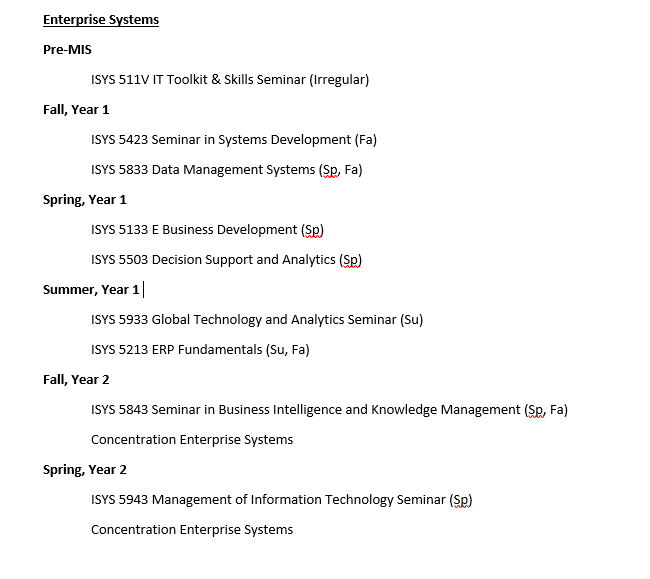 Enterprise Systems
Pre-MIS
ISYS 511V IT Toolkit & Skills Seminar (Irregular)
Fall, Year 1
ISYS 5423 Seminar in Systems Development (Fa)
ISYS 5833 Data Management Systems (Sp, Fa)
Spring, Year 1
ISYS 5133 E Business Development (Sp)
ISYS 5503 Decision Support and Analytics (Sp)
Summer, Year 1
ISYS 5933 Global Technology and Analytics Seminar (Su)
ISYS 5213 ERP Fundamentals (Su, Fa)
Fall, Year 2
ISYS 5843 Seminar in Business Intelligence and Knowledge Management (Sp, Fa)
Concentration Enterprise Systems
Spring, Year 2
ISYS 5943 Management of Information Technology Seminar (Sp)
Concentration Enterprise Systems